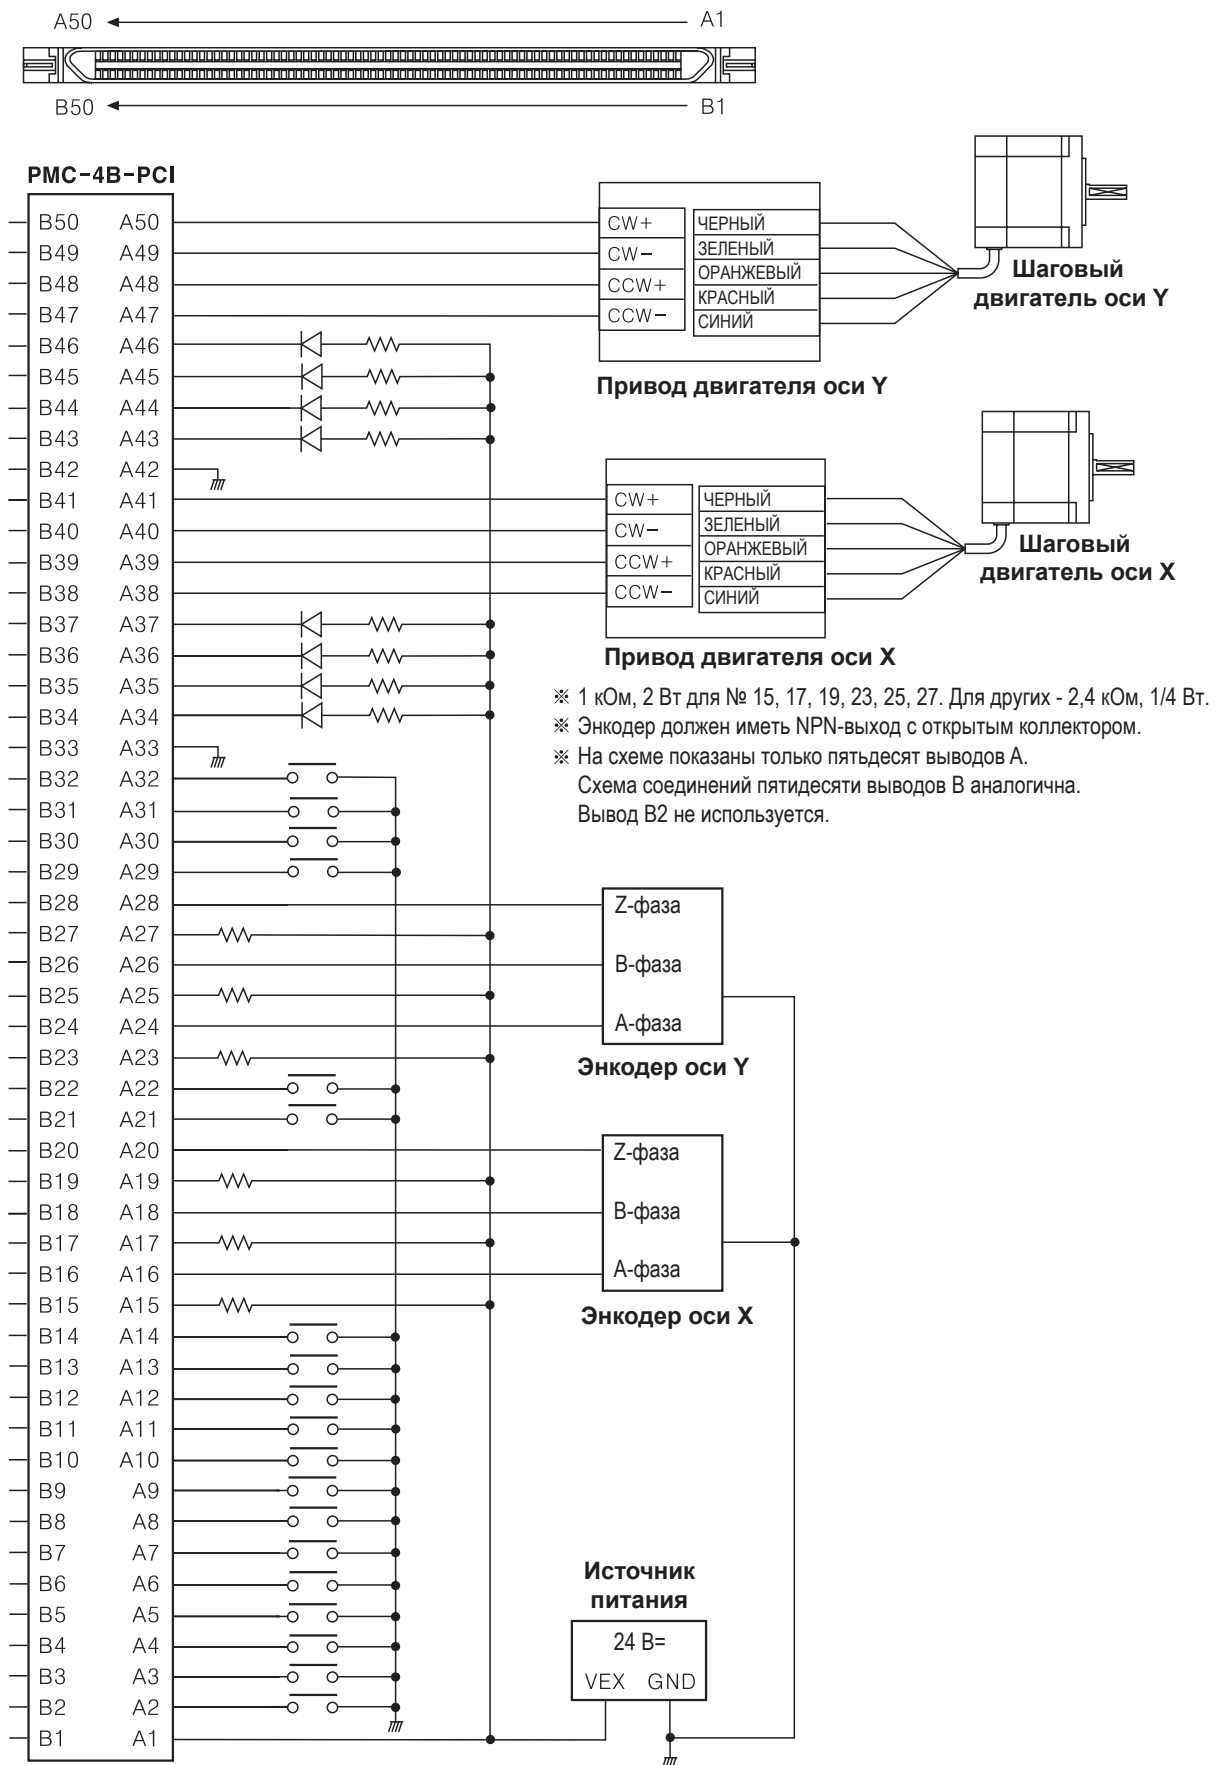 A50 A1
B50 B1
PMC-4B-PCI
B50 A50
B49 A49
B48 A48
B47 A47
B46 A46
B45 A45
B44 A44
B43 A43
B42 A42
B41 A41
B40 A40
B39 A39
B38 A38
B37 A37
B36 A36
B35 A35
B34 A34
B33 A33
B32 A32
B31 A31
B30 A30
B29 A29
B28 A28
B27 A27
B26 A26
B25 A25
B24 A24
B23 A23
B22 A22
B21 A21
B20 A20
B19 A19
B18 A18
B17 A17
B16 A16
B15 A15
B14 A14
B13 A13
B12 A12
B11 A11
B10 A10
B9 A9
B8 A8
B7 A7
B6 A6
B5 A5
B4 A4
B3 A3
B2 A2
B1 A1
CW+
CW-
CCW+
CCW-
ЧЕРНЫЙ
ЗЕЛЕНЫЙ
ОРАНЖЕВЫЙ
КРАСНЫЙ
СИНИЙ
Шаговый
двигатель оси Y
Привод двигателя оси Y
CW+
CW-
CCW+
CCW-
ЧЕРНЫЙ
ЗЕЛЕНЫЙ
ОРАНЖЕВЫЙ
КРАСНЫЙ
СИНИЙ
Шаговый
двигатель оси X
Привод двигателя оси X
※ 1 кОм, 2 Вт для № 15, 17, 19, 23, 25, 27. Для других - 2,4 кОм, 1/4 Вт.
※ Энкодер должен иметь NPN-выход с открытым коллектором.
※ На схеме показаны только пятьдесят выводов A.
Схема соединений пятидесяти выводов B аналогична.
Вывод B2 не используется.
Z-фаза
B-фаза
A-фаза
Энкодер оси Y
Z-фаза
B-фаза
A-фаза
Энкодер оси X
Источник
питания
24 В=
VEX GND